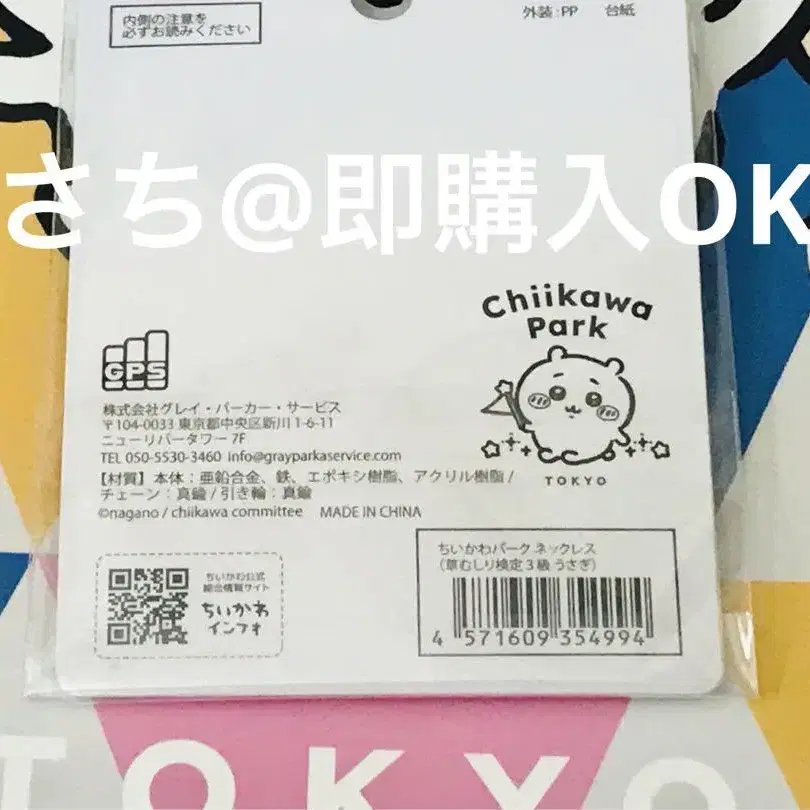 内側の注意を
必ずお読みください
外装:PP 台紙
さち@即購入OK
Chiikawa
Park
TOKYO
GPS
株式会社グレイ・パーカー・サービス
〒104-0033 東京都中央区新川 1-6-11
ニューリバータワー 7F
TEL 050-5530-3460 info@grayparkaservice.com
【材質】本体:亜鉛合金、鉄、エポキシ樹脂、アクリル樹脂 /
チェーン:真鍮 / 引き輪:真鍮
©nagano / chiikawa committee MADE IN CHINA
ちいかわ公式
総合情報サイト
ちいかわ
インフォ
ちいかわパーク ネックレス
(草むしり検定3級 うさぎ)
4 571609 354994
TOKYO